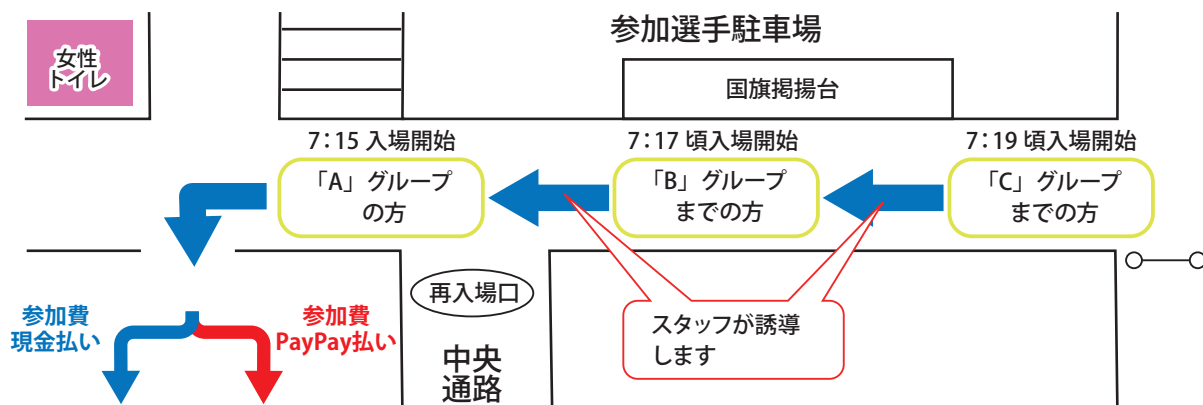 参加選手駐車場
女性
トイレ
国旗掲揚台
7：15 入場開始
7：17 頃入場開始
7：19 頃入場開始
「A」グループ
の方
「B」グループ
までの方
「C」グループ
までの方
再入場口
スタッフが誘導
します
参加費
現金払い
参加費
PayPay払い
中央
通路